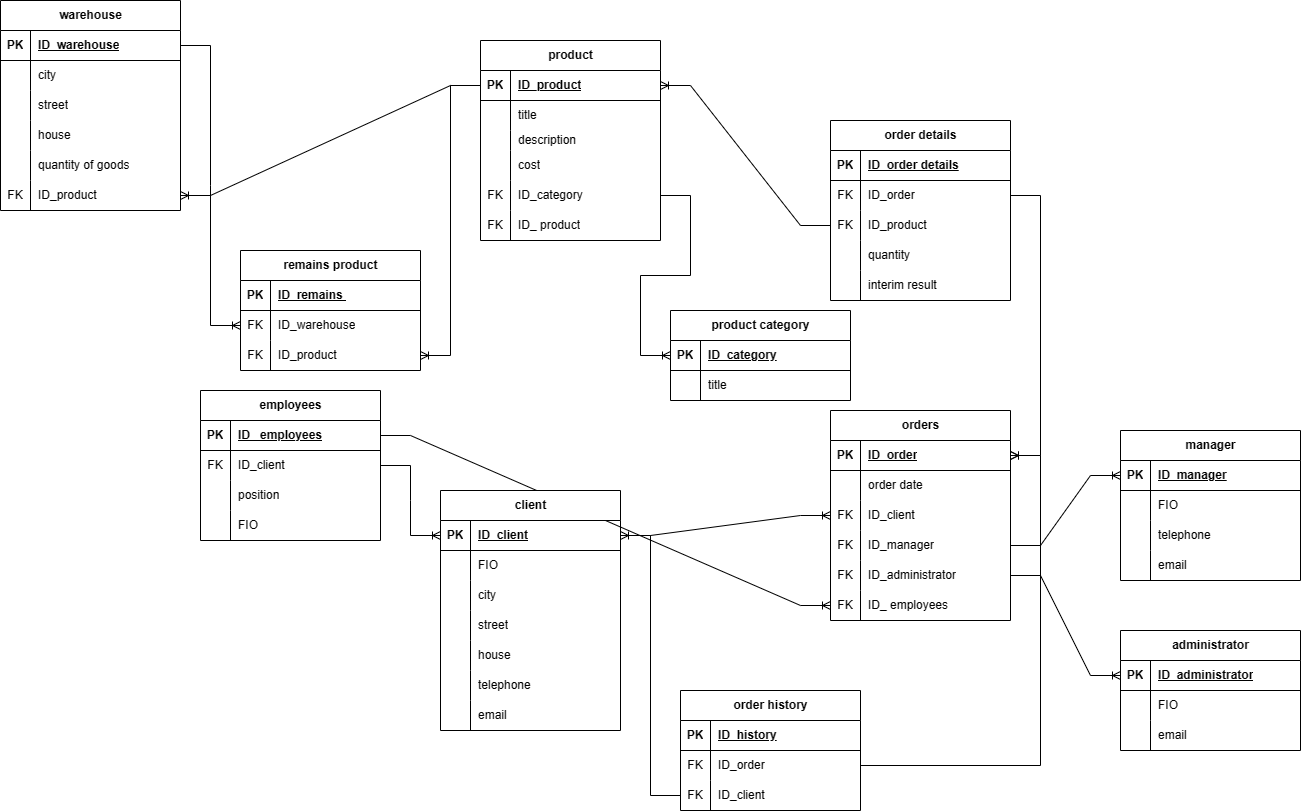 warehouse
PK ID_warehouse
city
street
house
quantity of goods
FK ID_product
product
PK ID_product
title
description
cost
FK ID_category
FK ID_ product
order details
PK ID_order details
FK ID_order
FK ID_product
quantity
interim result
remains product
PK ID_remains
FK ID_warehouse
FK ID_product
product category
PK ID_category
title
employees
PK ID_ employees
FK ID_client
position
FIO
client
PK ID_client
FIO
city
street
house
telephone
email
orders
PK ID_order
order date
FK ID_client
FK ID_manager
FK ID_administrator
FK ID_ employees
manager
PK ID_manager
FIO
telephone
email
administrator
PK ID_administrator
FIO
email
order history
PK ID_history
FK ID_order
FK ID_client